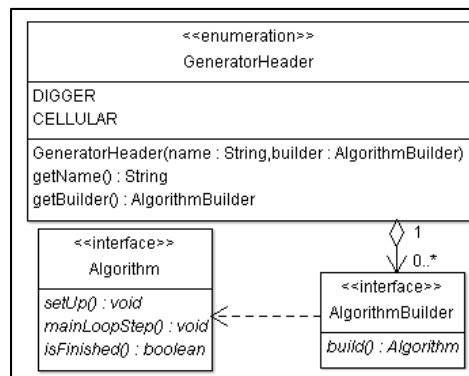 <<enumeration>>
GeneratorHeader
DIGGER
CELLULAR
GeneratorHeader(name : String,builder : AlgorithmBuilder)
getName() : String
getBuilder() : AlgorithmBuilder
1
0..*
<<interface>>
Algorithm
setUp() : void
mainLoopStep() : void
isFinished() : boolean
<<interface>>
AlgorithmBuilder
build() : Algorithm